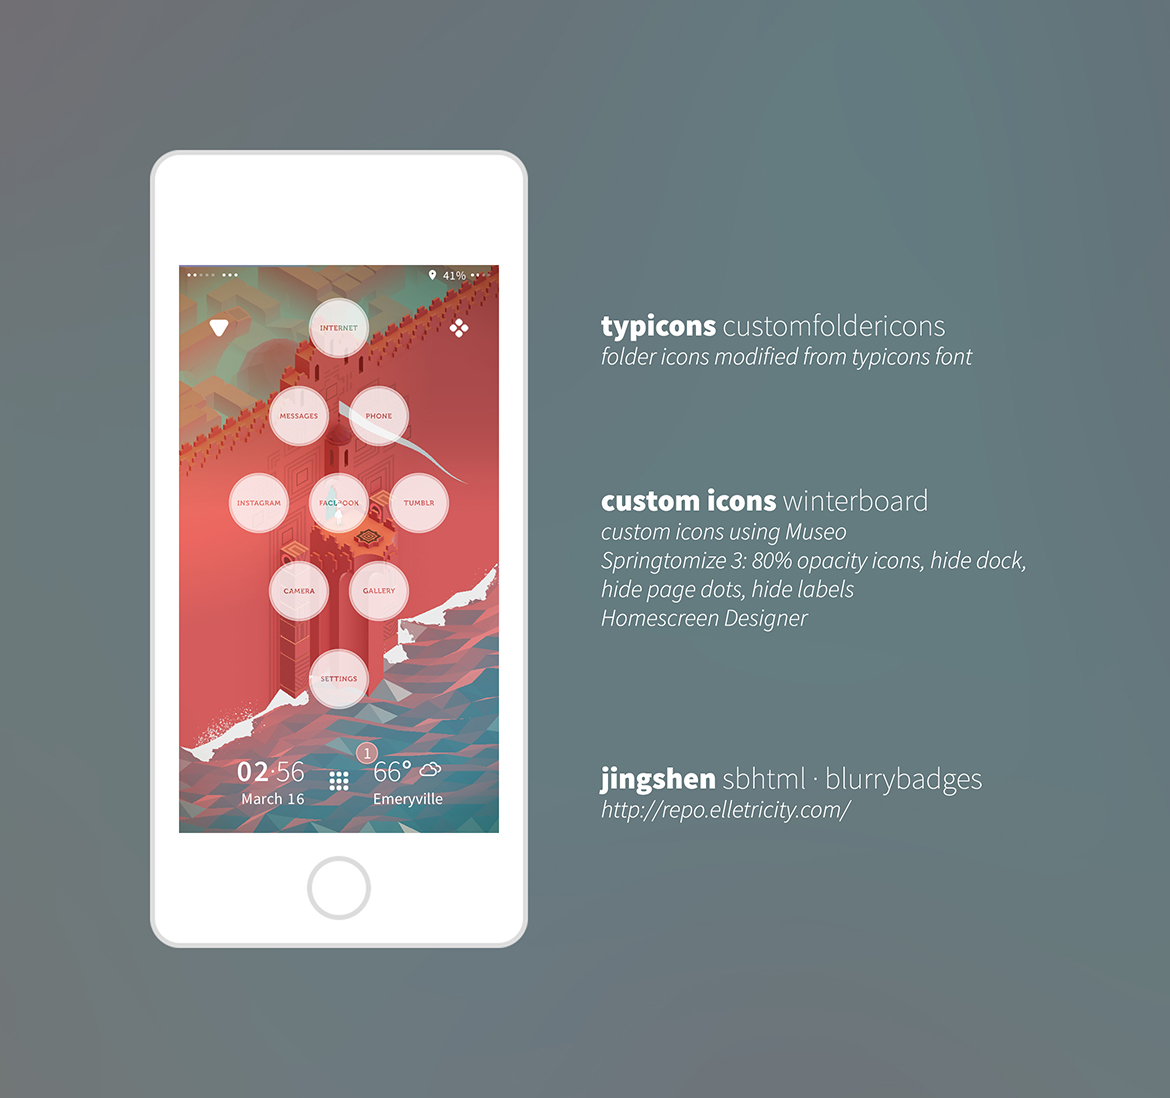 41%
INTERNET
MESSAGES PHONE
INSTAGRAM FACEBOOK TUMBLR
CAMERA GALLERY
SETTINGS
1
02·56 66°
March 16 Emeryville
typicons customfoldericons
folder icons modified from typicons font
custom icons winterboard
custom icons using Museo
Springtomize 3: 80% opacity icons, hide dock,
hide page dots, hide labels
Homescreen Designer
jingshen sbhtml · blurrybadges
http://repo.elletricity.com/